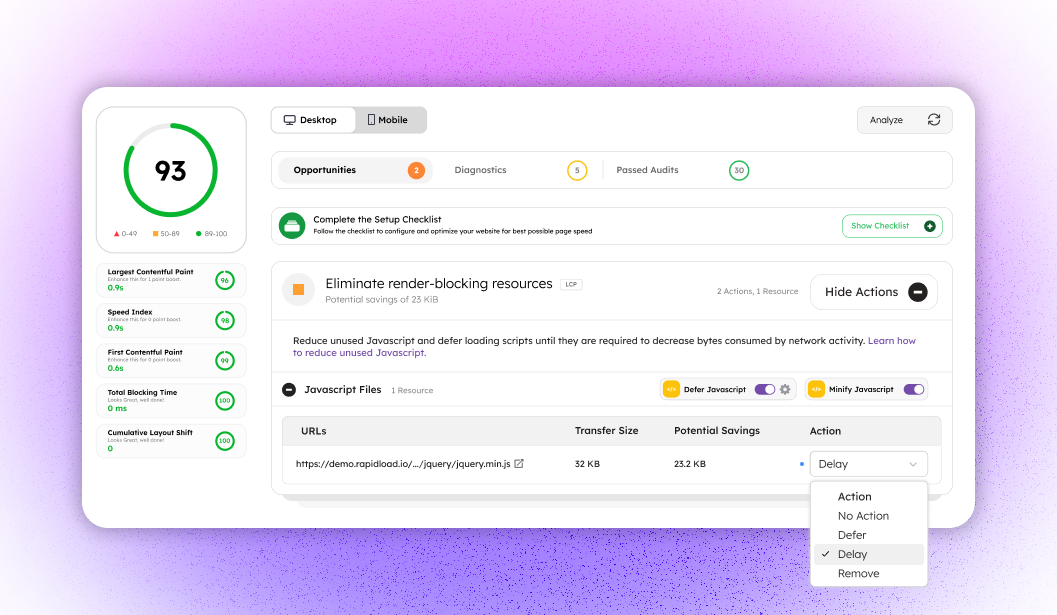 93
0-49 50-89 89-100
Largest Contentful Paint
Enhance this for 1 point boost.
0.9s
96
Speed Index
Enhance this for 0 point boost.
0.9s
98
First Contentful Paint
Enhance this for 0 point boost.
0.6s
99
Total Blocking Time
Looks Great, well done!
0 ms
100
Cumulative Layout Shift
Looks Great, well done!
0
100
Desktop Mobile
Analyze
Opportunities 2 Diagnostics 5 Passed Audits 30
Complete the Setup Checklist
Follow the checklist to configure and optimize your website for best possible page speed
Show Checklist
Eliminate render-blocking resources LCP
Potential savings of 23 KiB
2 Actions, 1 Resource
Hide Actions
Reduce unused Javascript and defer loading scripts until they are required to decrease bytes consumed by network activity. Learn how
to reduce unused Javascript.
Javascript Files 1 Resource
</> Defer Javascript
</> Minify Javascript
URLs Transfer Size Potential Savings Action
https://demo.rapidload.io/.../jquery/jquery.min.js 32 KB 23.2 KB Delay
Action
No Action
Defer
Delay
Remove